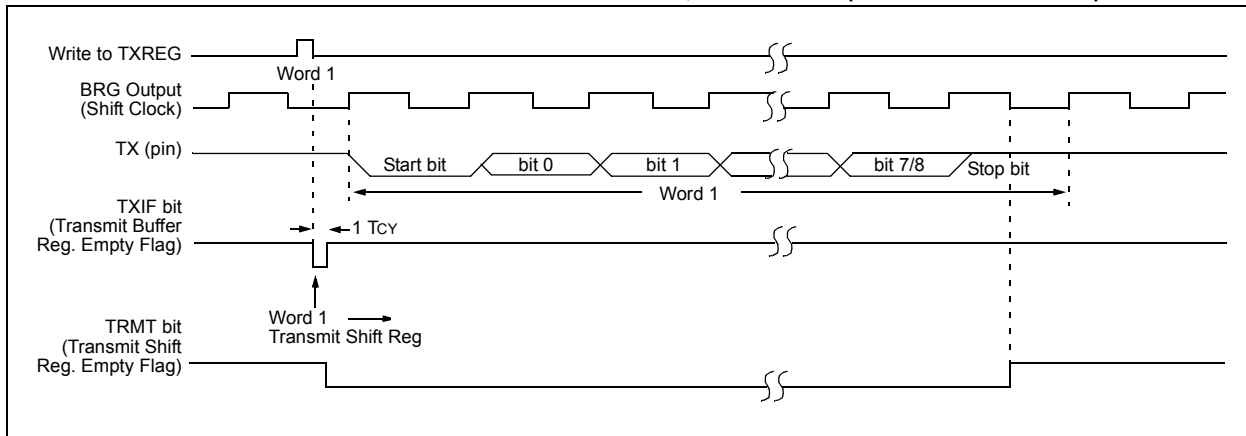 Write to TXREG
Word 1
BRG Output
(Shift Clock)
TX (pin)
Start bit
bit 0
bit 1
bit 7/8
Stop bit
Word 1
TXIF bit
(Transmit Buffer
Reg. Empty Flag)
1 TCY
Word 1
Transmit Shift Reg
TRMT bit
(Transmit Shift
Reg. Empty Flag)